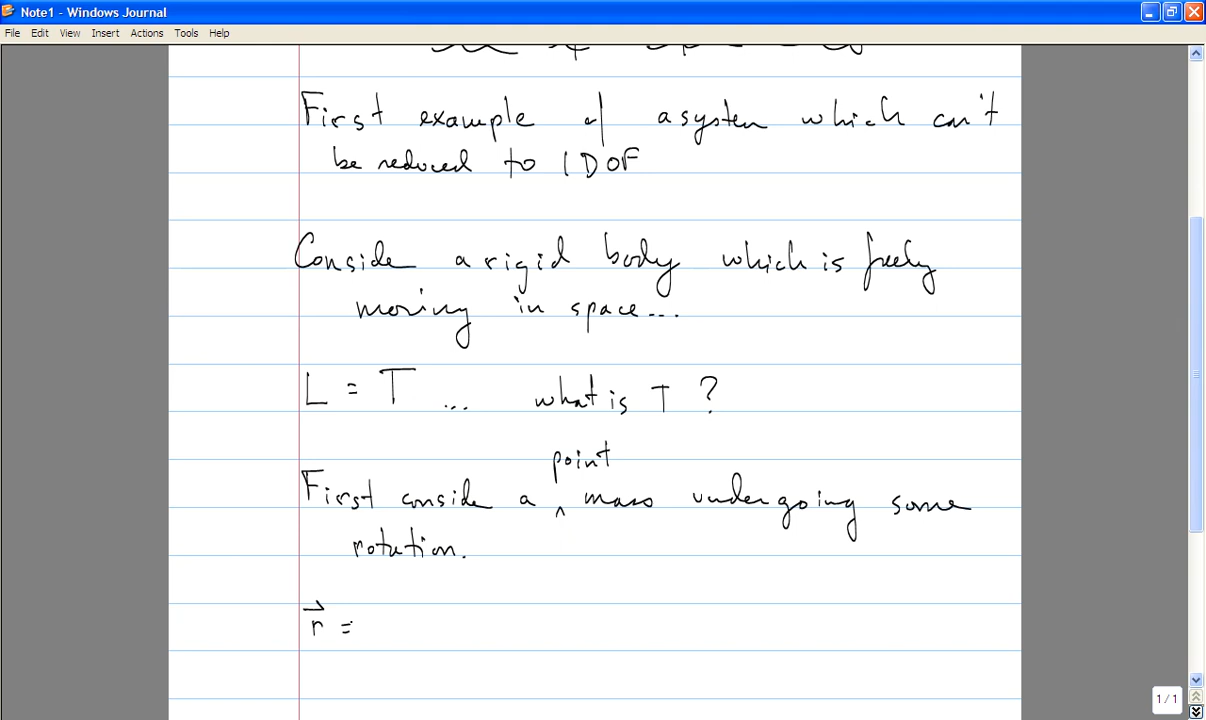 Note1 - Windows Journal
File Edit View Insert Actions Tools Help
First example of a system which can't
be reduced to 1 DOF
Conside a rigid body which is freely
moving in space...
L = T ... what is T ?
point
First conside a ^ mass undergoing some
rotation.
r⃗ =
1 / 1